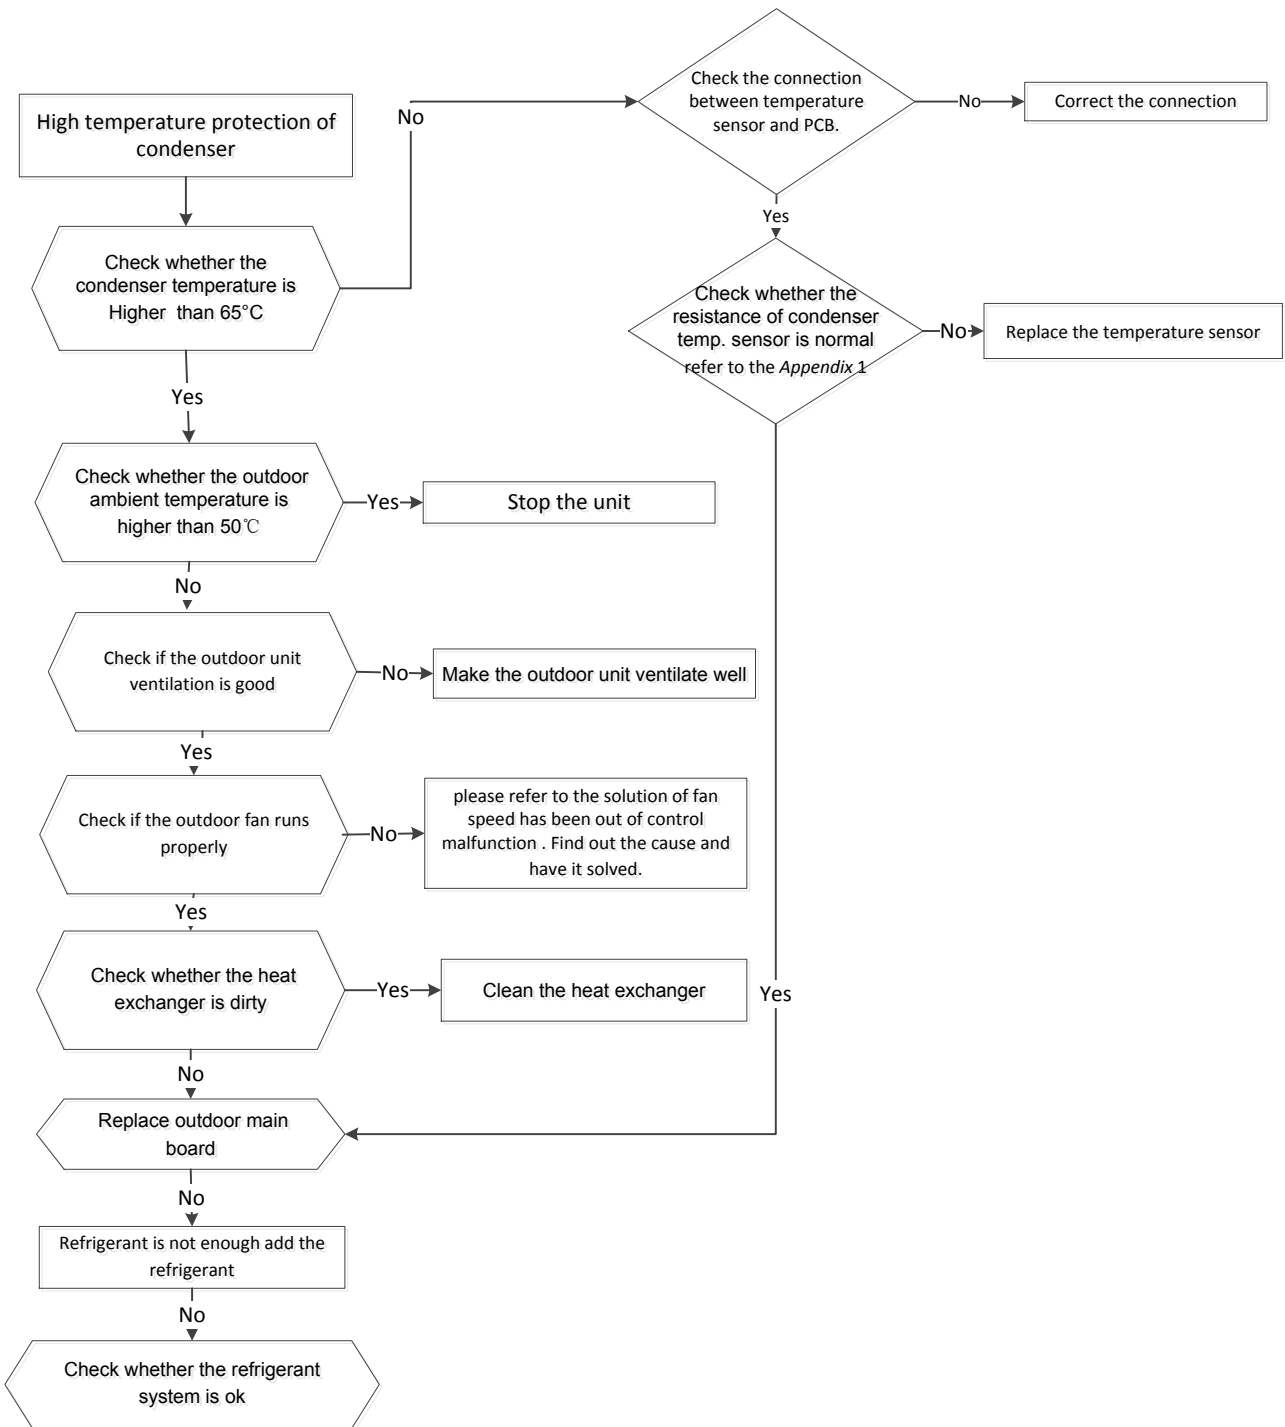 High temperature protection of
condenser
No
Check the connection
between temperature
sensor and PCB.
No
Correct the connection
Yes
Check whether the
condenser temperature is
Higher than 65°C
Check whether the
resistance of condenser
temp. sensor is normal
refer to the Appendix 1
No
Replace the temperature sensor
Yes
Check whether the outdoor
ambient temperature is
higher than 50℃
Yes
Stop the unit
No
Check if the outdoor unit
ventilation is good
No
Make the outdoor unit ventilate well
Yes
Check if the outdoor fan runs
properly
No
please refer to the solution of fan
speed has been out of control
malfunction . Find out the cause and
have it solved.
Yes
Check whether the heat
exchanger is dirty
Yes
Clean the heat exchanger
Yes
No
Replace outdoor main
board
No
Refrigerant is not enough add the
refrigerant
No
Check whether the refrigerant
system is ok